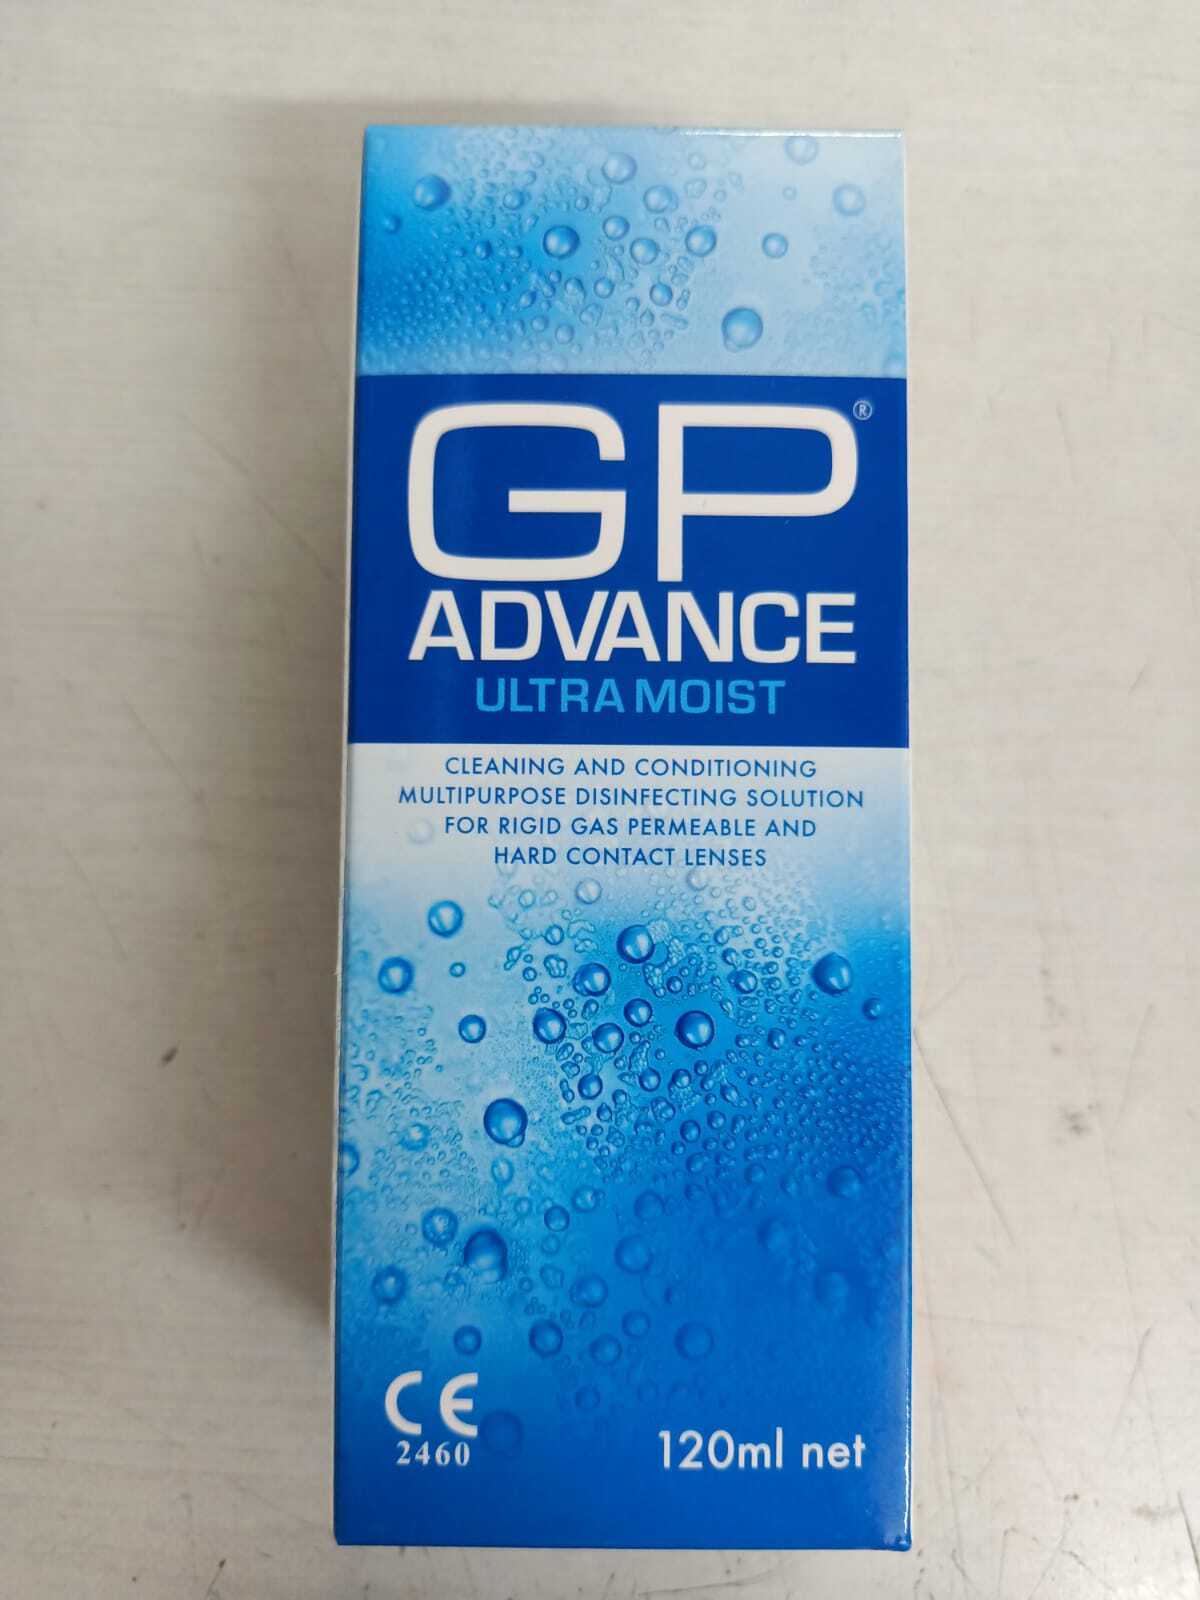 GP®
ADVANCE
ULTRA MOIST
CLEANING AND CONDITIONING
MULTIPURPOSE DISINFECTING SOLUTION
FOR RIGID GAS PERMEABLE AND
HARD CONTACT LENSES
CE
2460
120ml net